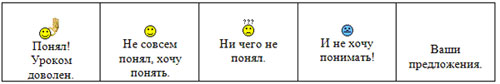 Понял!
Уроком
доволен.
Не совсем
понял, хочу
понять.
???
Ни чего не
понял.
И не хочу
понимать!
Ваши
предложения.